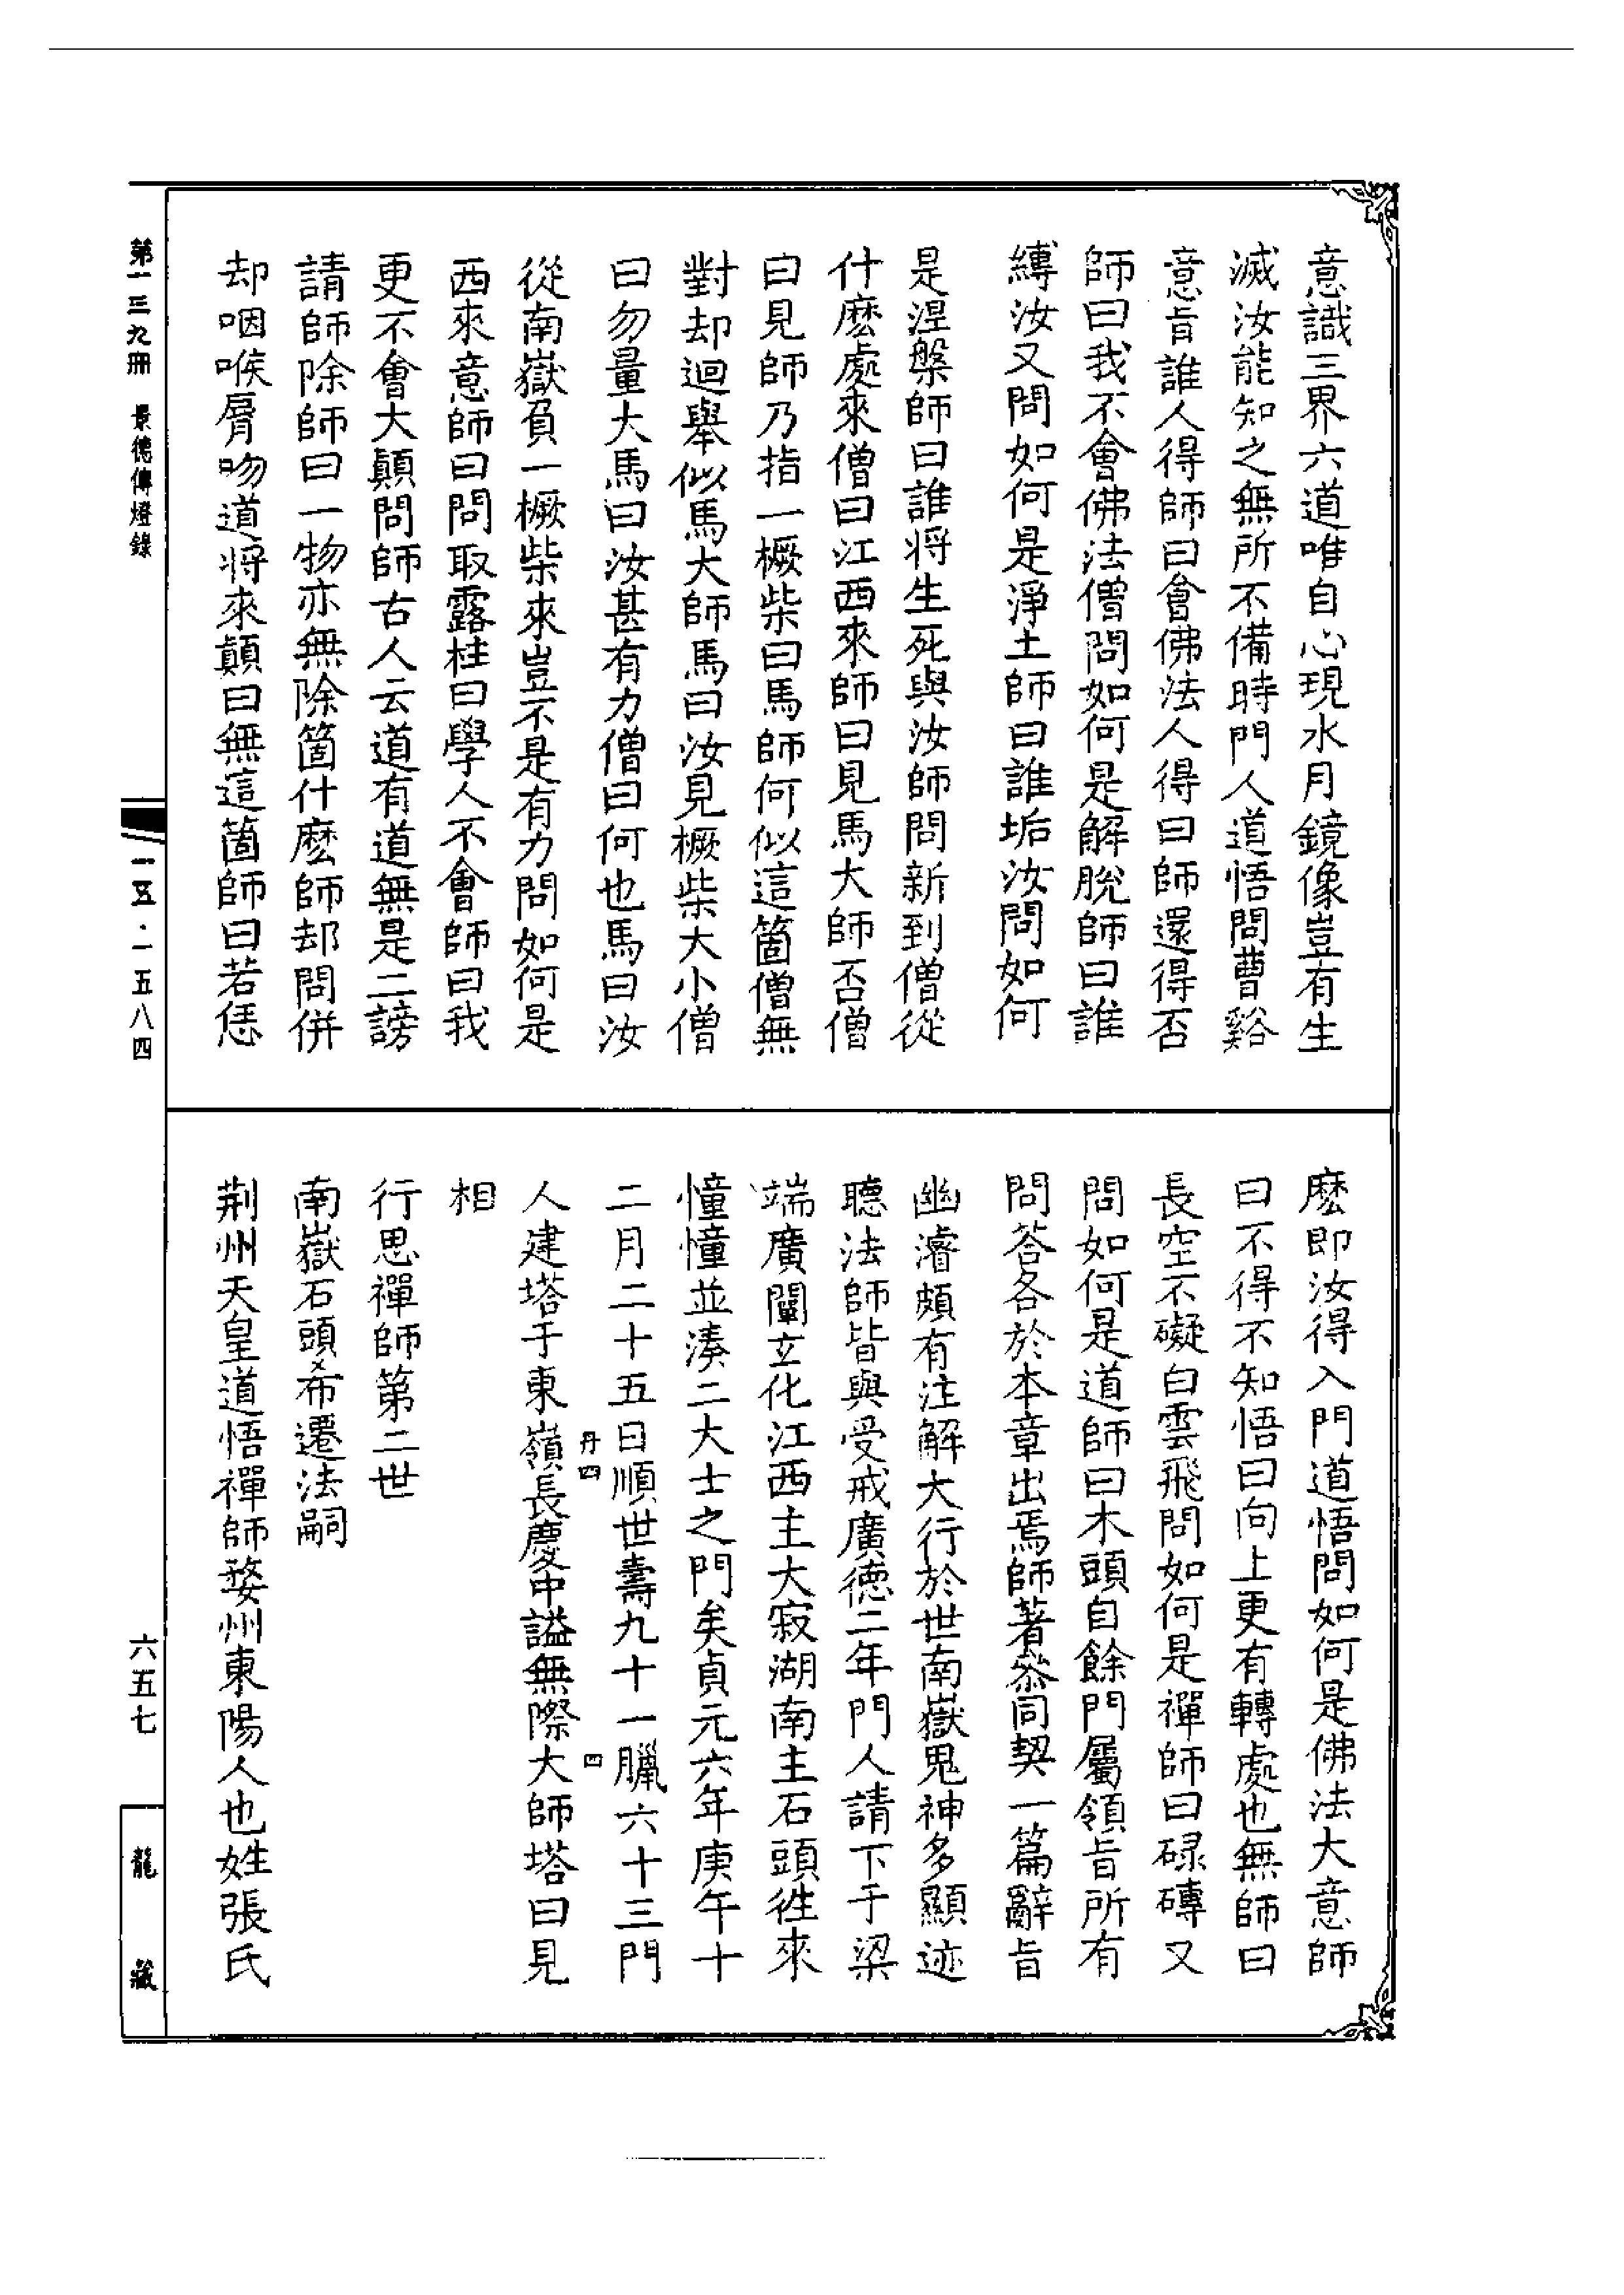 意識三界六道唯自心現水月鏡像豈有生
滅汝能知之無所不備時門人道悟問曹谿
意旨誰人得師曰會佛法人得曰師還得否
師曰我不會佛法僧問如何是解脫師曰誰
縛汝又問如何是淨土師曰誰垢汝問如何
是涅槃師曰誰將生死與汝師問新到僧從
什麽處來僧曰江西來師曰見馬大師否僧
曰見師乃指一橛柴曰馬師何似這箇僧無
對却迴舉似馬大師馬曰汝見橛柴大小僧
曰勿量大馬曰汝甚有力僧曰何也馬曰汝
從南嶽負一橛柴來豈不是有力問如何是
西來意師曰問取露柱曰學人不會師曰我
更不會大顛問師古人云道有道無是二謗
請師除師曰一物亦無除箇什麽師却問併
却咽喉脣吻道將來顛曰無這箇師曰若恁
麽即汝得入門道悟問如何是佛法大意師
曰不得不知悟曰向上更有轉處也無師曰
長空不礙白雲飛問如何是禪師曰碌磚又
問如何是道師曰木頭自餘門屬領旨所有
問荅各於本章出焉師著叅同契一篇辭旨
幽濬頗有注解大行於世南嶽鬼神多顯迹
聽法師皆與受戒廣德二年門人請下于梁
端廣闡玄化江西主大寂湖南主石頭往來
憧憧並湊二大士之門矣貞元六年庚午十
二月二十五日順世壽九十一臘六十三門
丹四 四
人建塔于東嶺長慶中謚無際大師塔曰見
相
行思禪師第二世
南嶽石頭希遷法嗣
荆州天皇道悟禪師婺州東陽人也姓張氏
第一三九冊 景德傳燈錄
一五·一五八四
六五七
龍藏